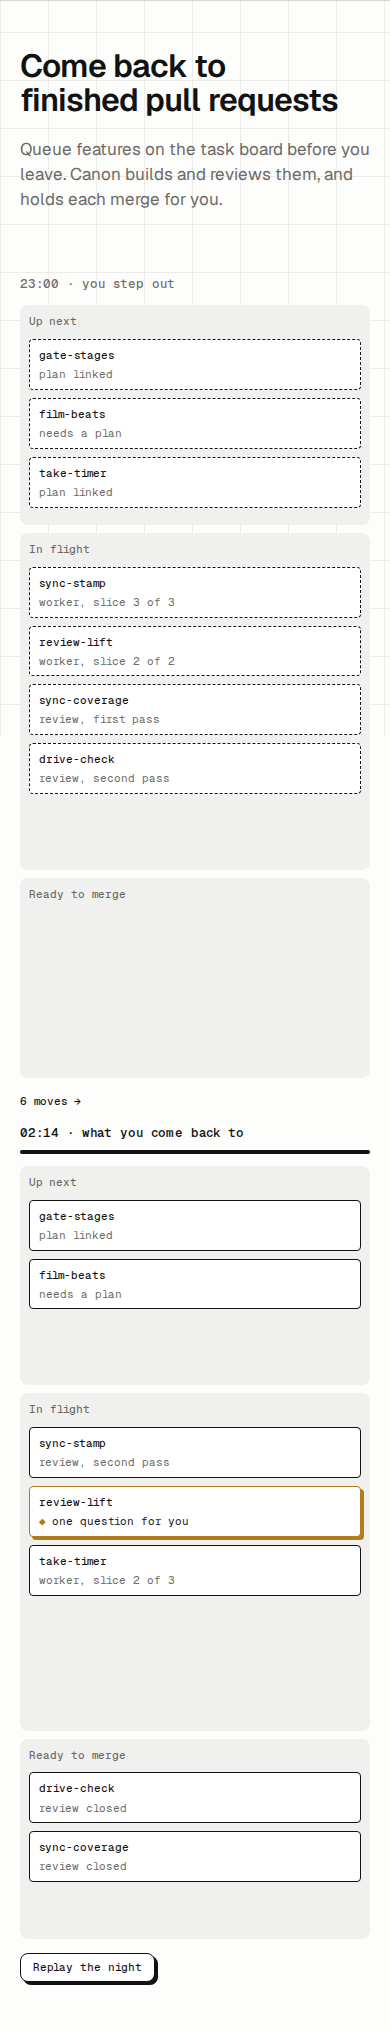 Come back to
finished pull requests
Queue features on the task board before you
leave. Canon builds and reviews them, and
holds each merge for you.
23:00 · you step out
Up next
gate-stages
plan linked
film-beats
needs a plan
take-timer
plan linked
In flight
sync-stamp
worker, slice 3 of 3
review-lift
worker, slice 2 of 2
sync-coverage
review, first pass
drive-check
review, second pass
Ready to merge
6 moves →
02:14 · what you come back to
Up next
gate-stages
plan linked
film-beats
needs a plan
In flight
sync-stamp
review, second pass
review-lift
◆ one question for you
take-timer
worker, slice 2 of 3
Ready to merge
drive-check
review closed
sync-coverage
review closed
Replay the night